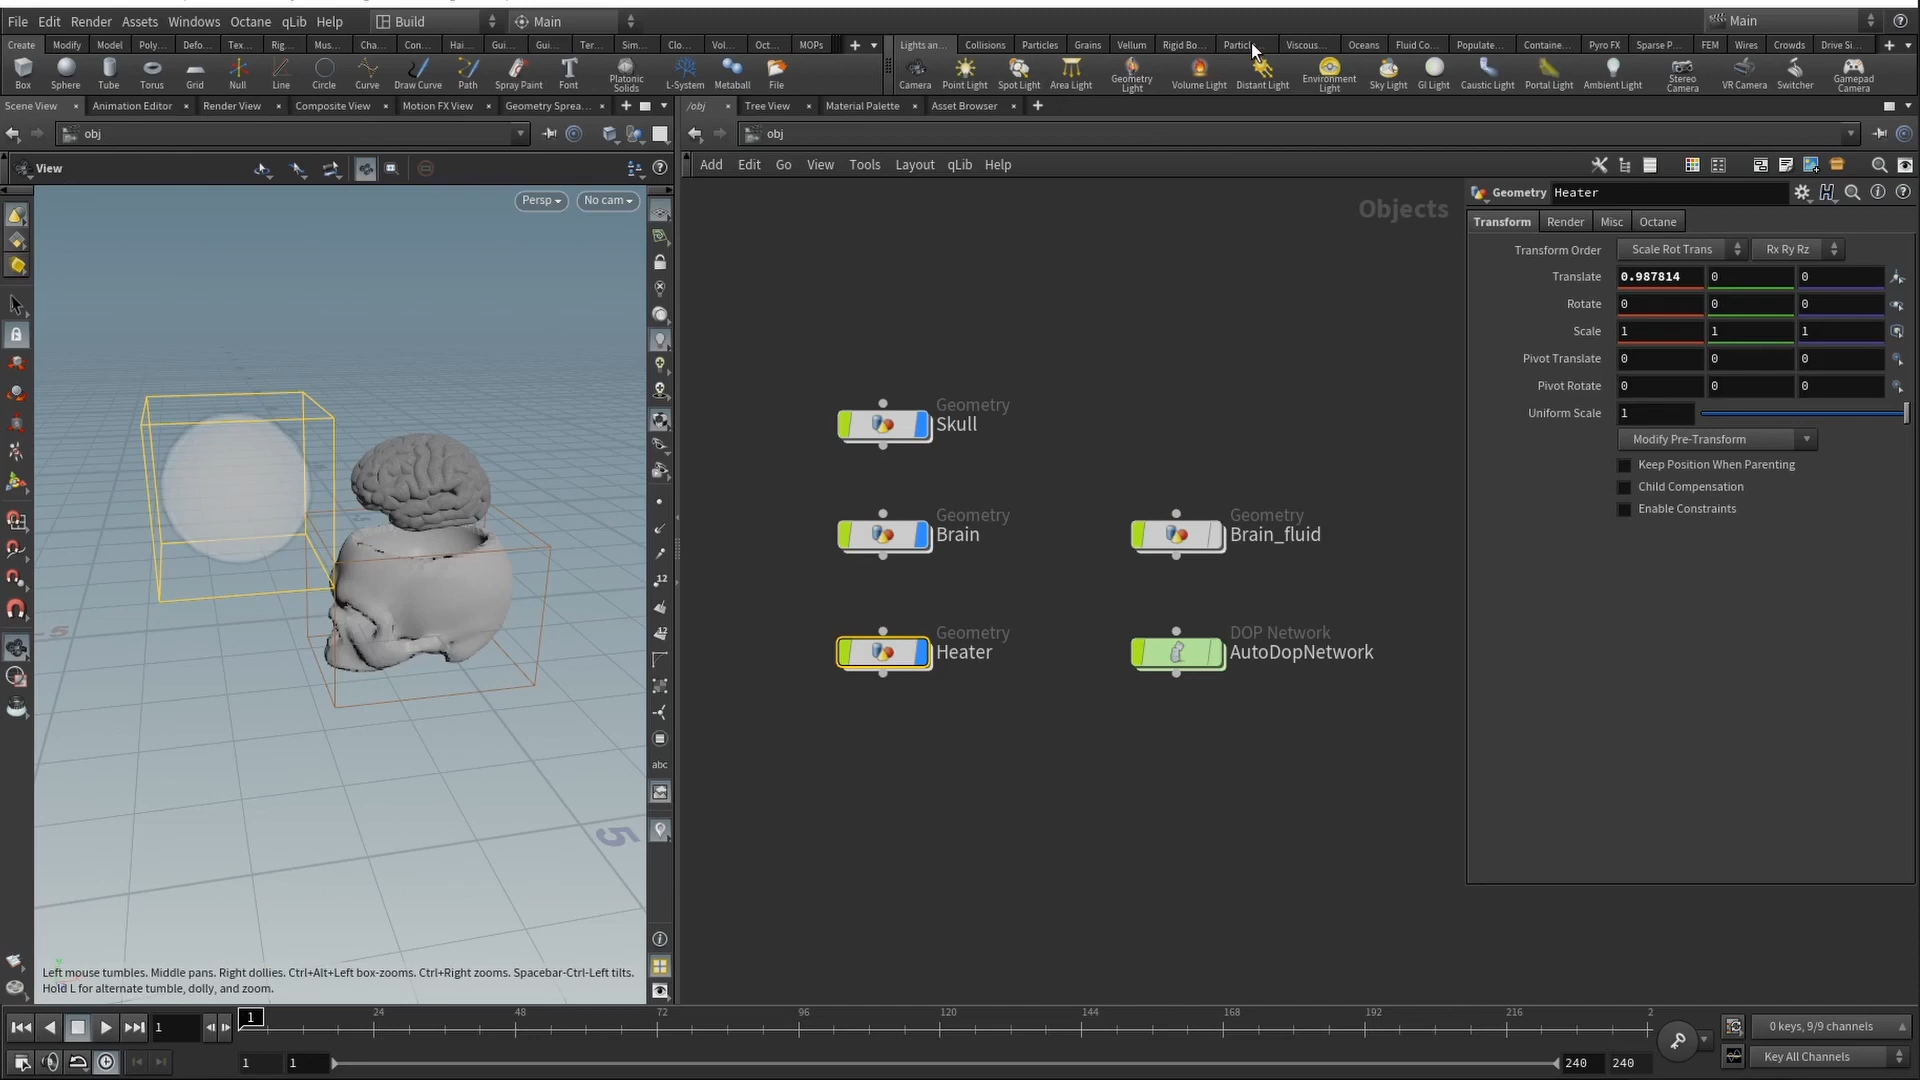 File Edit Render Assets Windows Octane qLib Help Build Main Main
Create Modify Model Poly... Defo... Tex... Rig... Mus... Cha... Con... Hai... Gui... Gui... Ter... Sim... Clo... Vol... Oct... MOPs
Lights an... Collisions Particles Grains Vellum Rigid Bo... Particl... Viscous... Oceans Fluid Co... Populate... Containe... Pyro FX Sparse P... FEM Wires Crowds Drive Si...
Box Sphere Tube Torus Grid Null Line Circle Curve Draw Curve Path Spray Paint Font Platonic Solids L-System Metaball File
Camera Point Light Spot Light Area Light Geometry Light Volume Light Distant Light Environment Light Sky Light GI Light Caustic Light Portal Light Ambient Light Stereo Camera VR Camera Switcher Gamepad Camera
Scene View Animation Editor Render View Composite View Motion FX View Geometry Sprea...
/obj Tree View Material Palette Asset Browser
obj
obj
View
Add Edit Go View Tools Layout qLib Help
Persp No cam
Objects
Geometry Heater
Transform Render Misc Octane
Transform Order Scale Rot Trans Rx Ry Rz
Translate 0.987814 0 0
Rotate 0 0 0
Scale 1 1 1
Pivot Translate 0 0 0
Pivot Rotate 0 0 0
Uniform Scale 1
Modify Pre-Transform
Keep Position When Parenting
Child Compensation
Enable Constraints
Geometry
Skull
Geometry
Brain
Geometry
Brain_fluid
Geometry
Heater
DOP Network
AutoDopNetwork
12
12
abc
5
5
Left mouse tumbles. Middle pans. Right dollies. Ctrl+Alt+Left box-zooms. Ctrl+Right zooms. Spacebar-Ctrl-Left tilts.
Hold L for alternate tumble, dolly, and zoom.
1 1 24 48 72 96 120 144 168 192 216 2
0 keys, 9/9 channels
1 1 240 240
Key All Channels